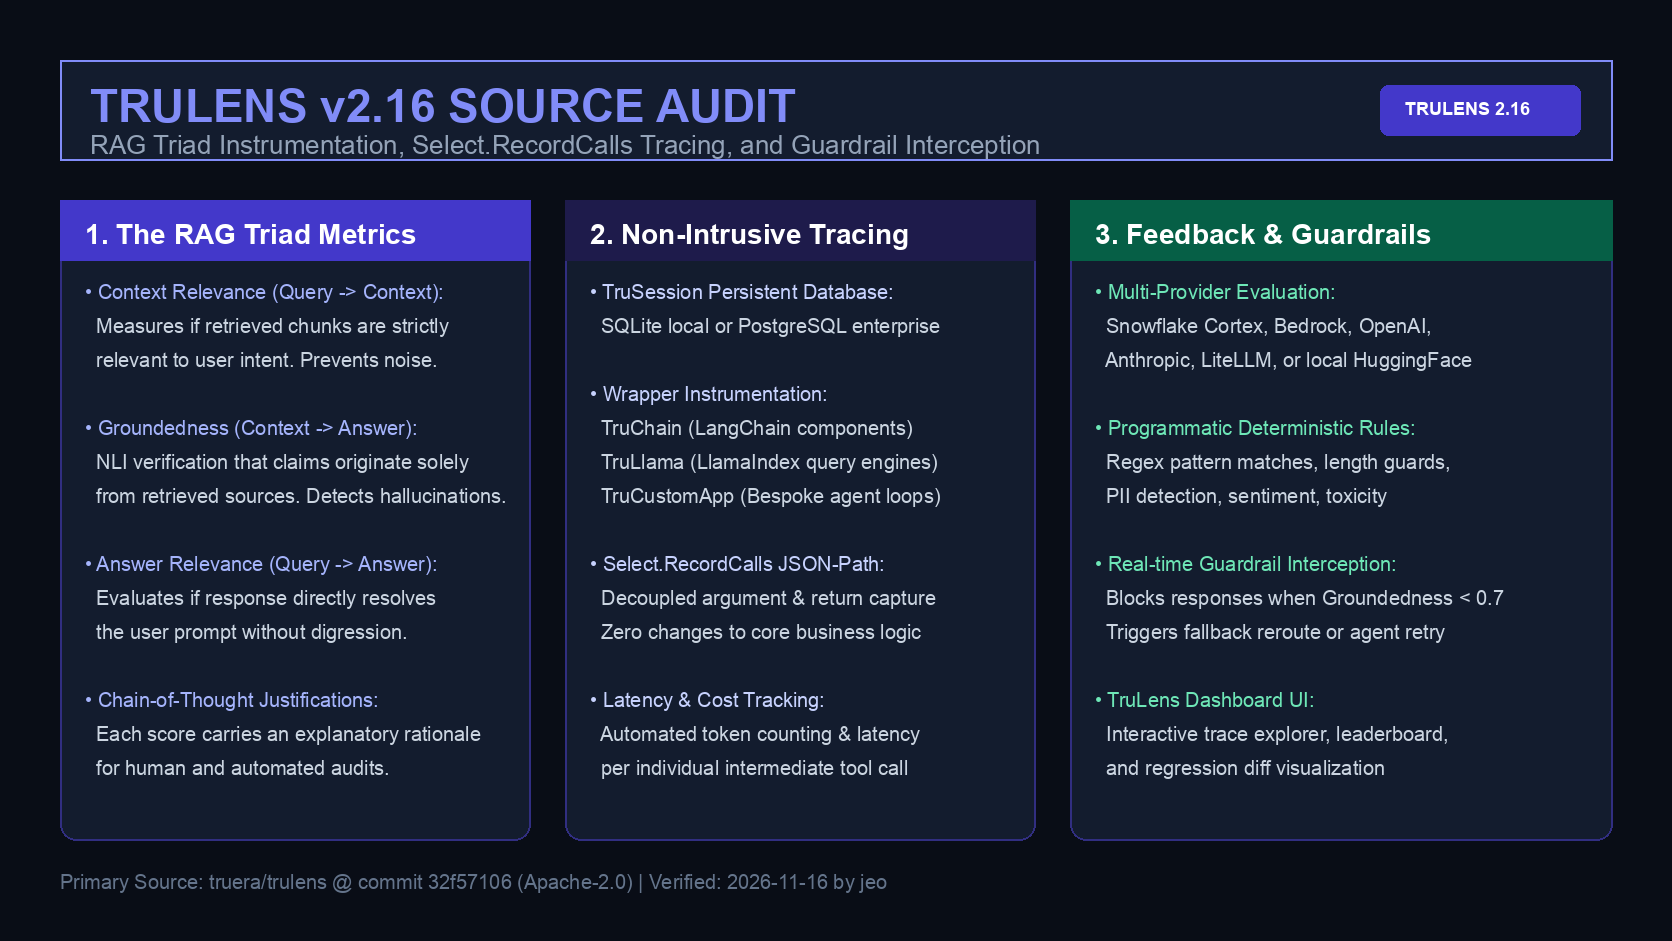 TRULENS v2.16 SOURCE AUDIT
RAG Triad Instrumentation, Select.RecordCalls Tracing, and Guardrail Interception
TRULENS 2.16
1. The RAG Triad Metrics
• Context Relevance (Query -> Context):
Measures if retrieved chunks are strictly
relevant to user intent. Prevents noise.
• Groundedness (Context -> Answer):
NLI verification that claims originate solely
from retrieved sources. Detects hallucinations.
• Answer Relevance (Query -> Answer):
Evaluates if response directly resolves
the user prompt without digression.
• Chain-of-Thought Justifications:
Each score carries an explanatory rationale
for human and automated audits.
2. Non-Intrusive Tracing
• TruSession Persistent Database:
SQLite local or PostgreSQL enterprise
• Wrapper Instrumentation:
TruChain (LangChain components)
TruLlama (LlamaIndex query engines)
TruCustomApp (Bespoke agent loops)
• Select.RecordCalls JSON-Path:
Decoupled argument & return capture
Zero changes to core business logic
• Latency & Cost Tracking:
Automated token counting & latency
per individual intermediate tool call
3. Feedback & Guardrails
• Multi-Provider Evaluation:
Snowflake Cortex, Bedrock, OpenAI,
Anthropic, LiteLLM, or local HuggingFace
• Programmatic Deterministic Rules:
Regex pattern matches, length guards,
PII detection, sentiment, toxicity
• Real-time Guardrail Interception:
Blocks responses when Groundedness < 0.7
Triggers fallback reroute or agent retry
• TruLens Dashboard UI:
Interactive trace explorer, leaderboard,
and regression diff visualization
Primary Source: truera/trulens @ commit 32f57106 (Apache-2.0) | Verified: 2026-11-16 by jeo